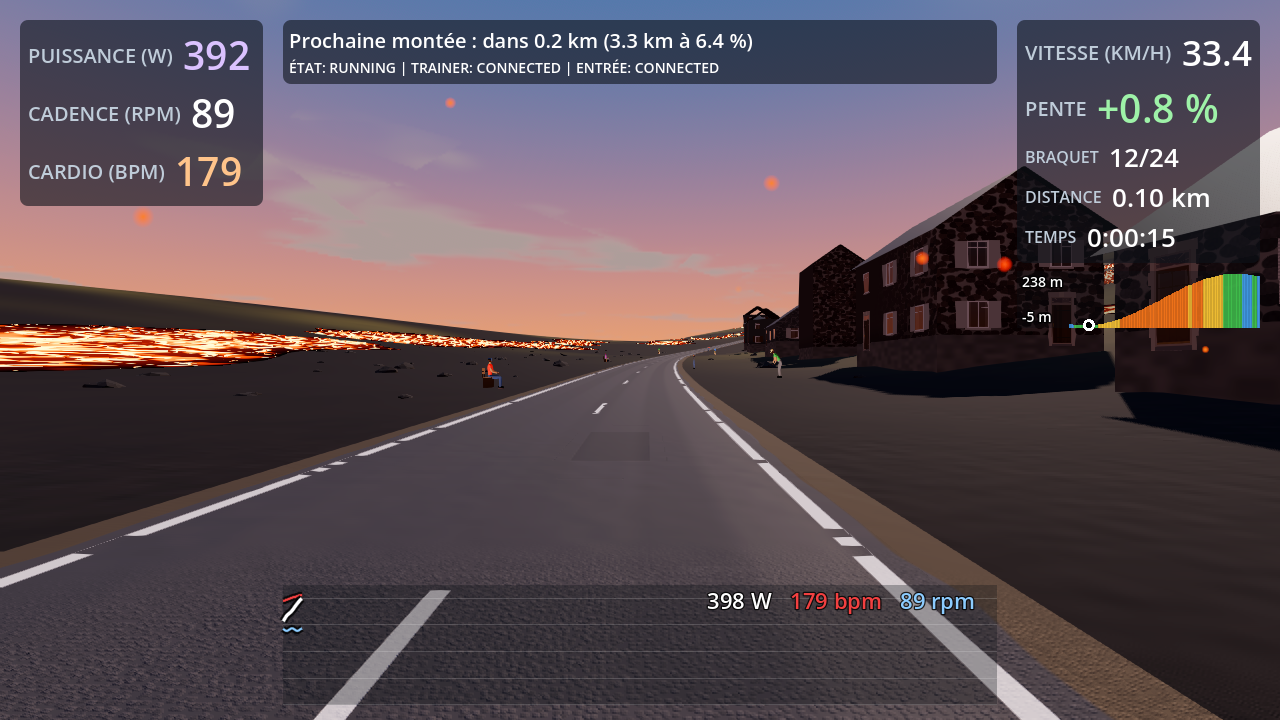 PUISSANCE (W) 392
CADENCE (RPM) 89
CARDIO (BPM) 179
Prochaine montée : dans 0.2 km (3.3 km à 6.4 %)
ÉTAT: RUNNING | TRAINER: CONNECTED | ENTRÉE: CONNECTED
VITESSE (KM/H) 33.4
PENTE +0.8 %
BRAQUET 12/24
DISTANCE 0.10 km
TEMPS 0:00:15
238 m
-5 m
398 W 179 bpm 89 rpm